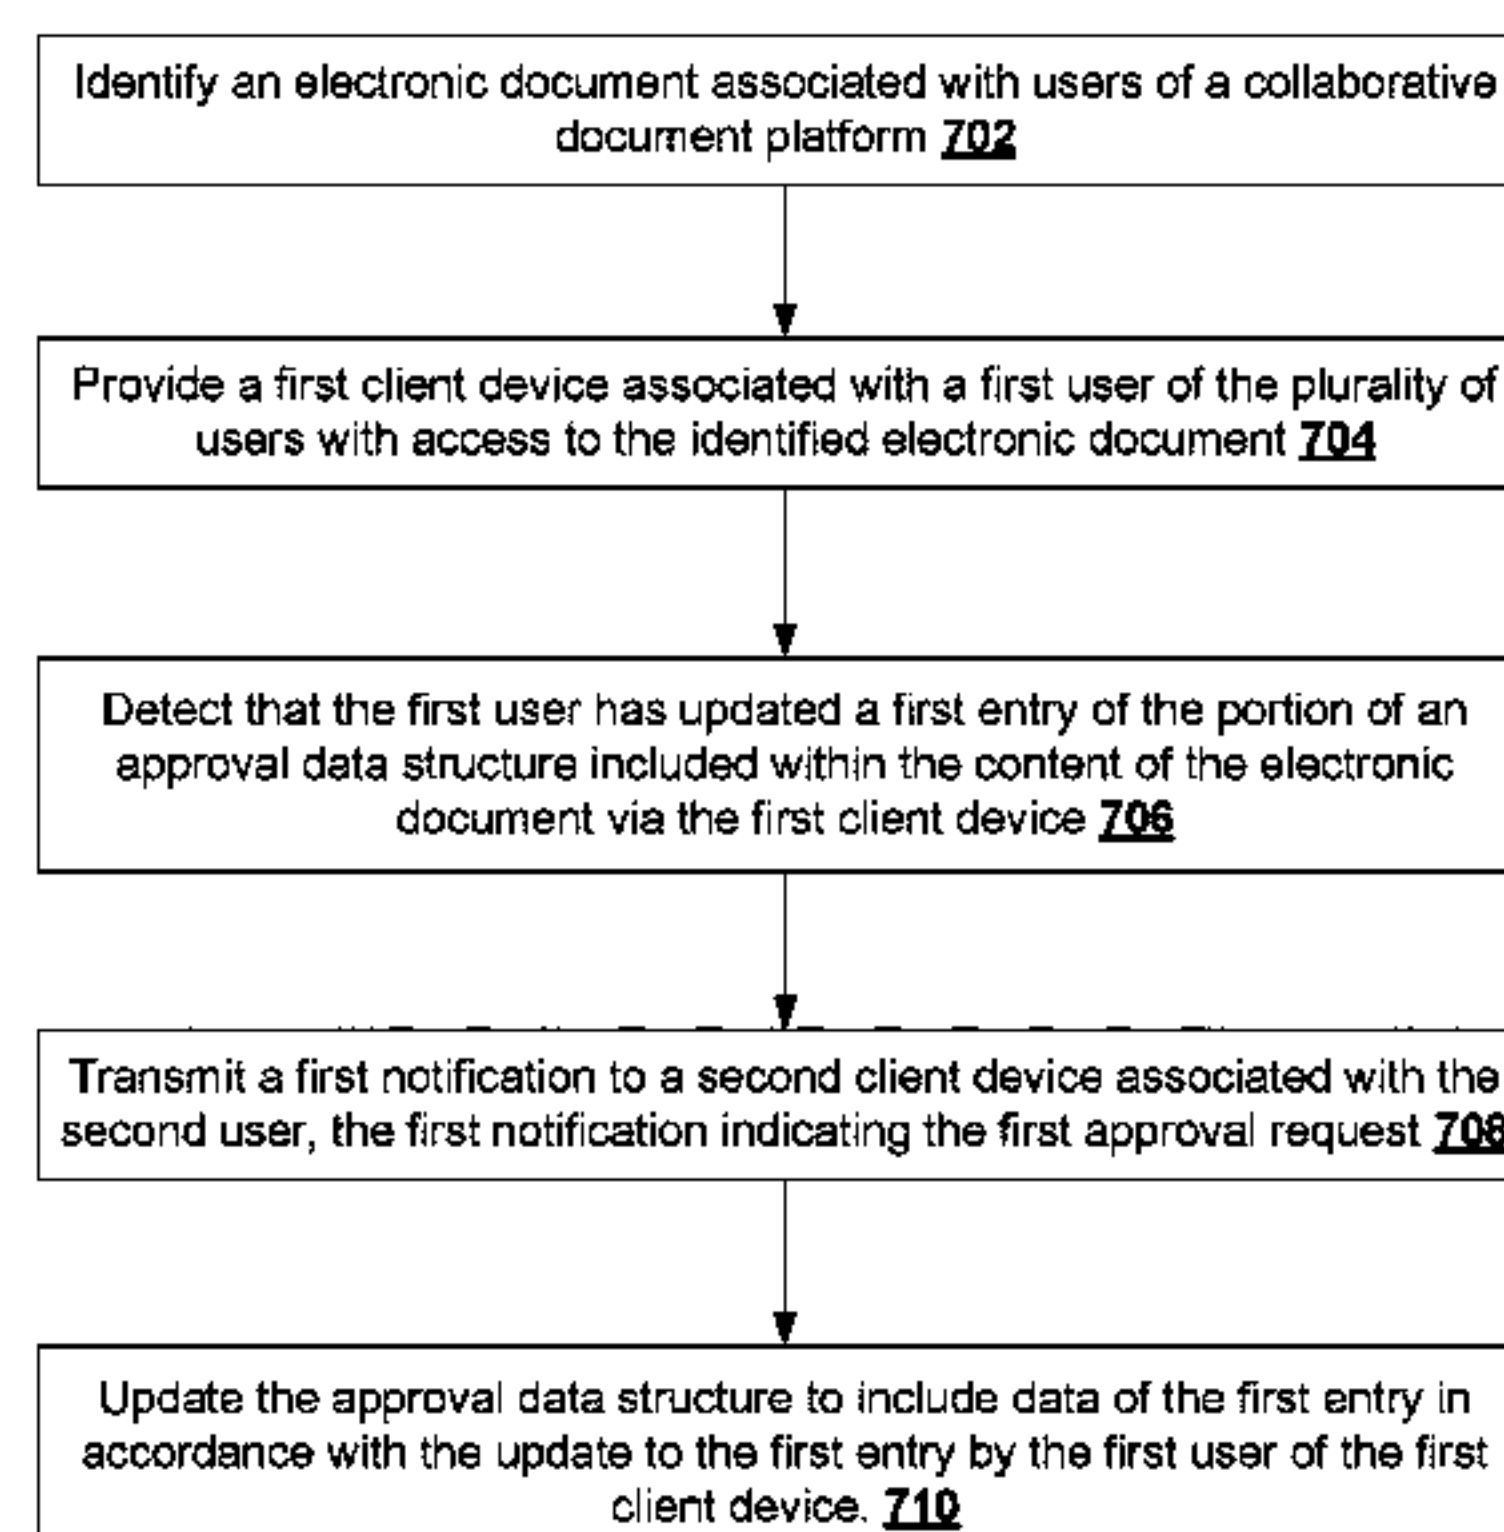 Identify an electronic document associated with users of a collaborative
document platform 702
Provide a first client device associated with a first user of the plurality of
users with access to the identified electronic document 704
Detect that the first user has updated a first entry of the portion of an
approval data structure included within the content of the electronic
document via the first client device 706
Transmit a first notification to a second client device associated with the
second user, the first notification indicating the first approval request 708
Update the approval data structure to include data of the first entry in
accordance with the update to the first entry by the first user of the first
client device. 710